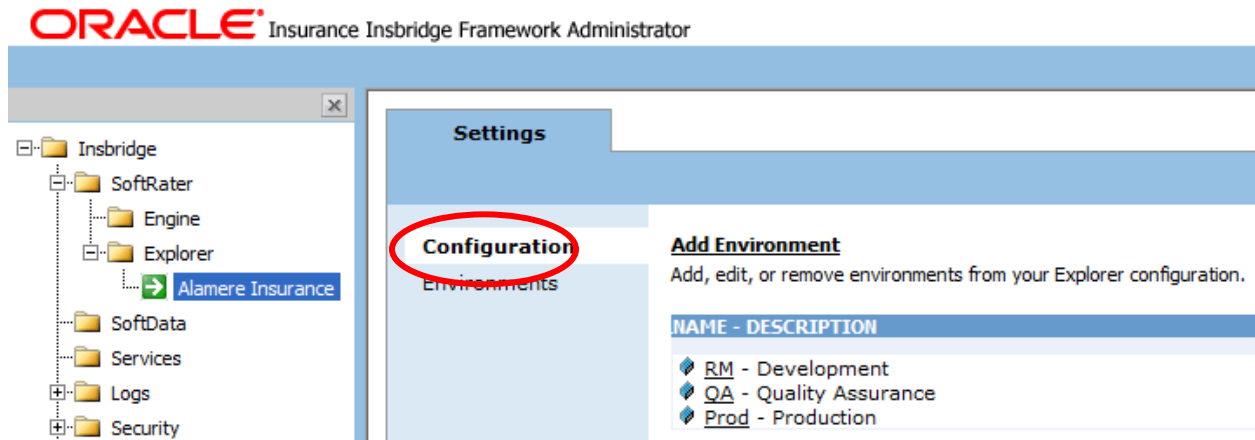 ORACLE Insurance Insbridge Framework Administrator
Insbridge
SoftRater
Engine
Explorer
Alamere Insurance
SoftData
Services
Logs
Security
Settings
Configuration
Environments
Add Environment
Add, edit, or remove environments from your Explorer configuration.
NAME - DESCRIPTION
RM - Development
QA - Quality Assurance
Prod - Production